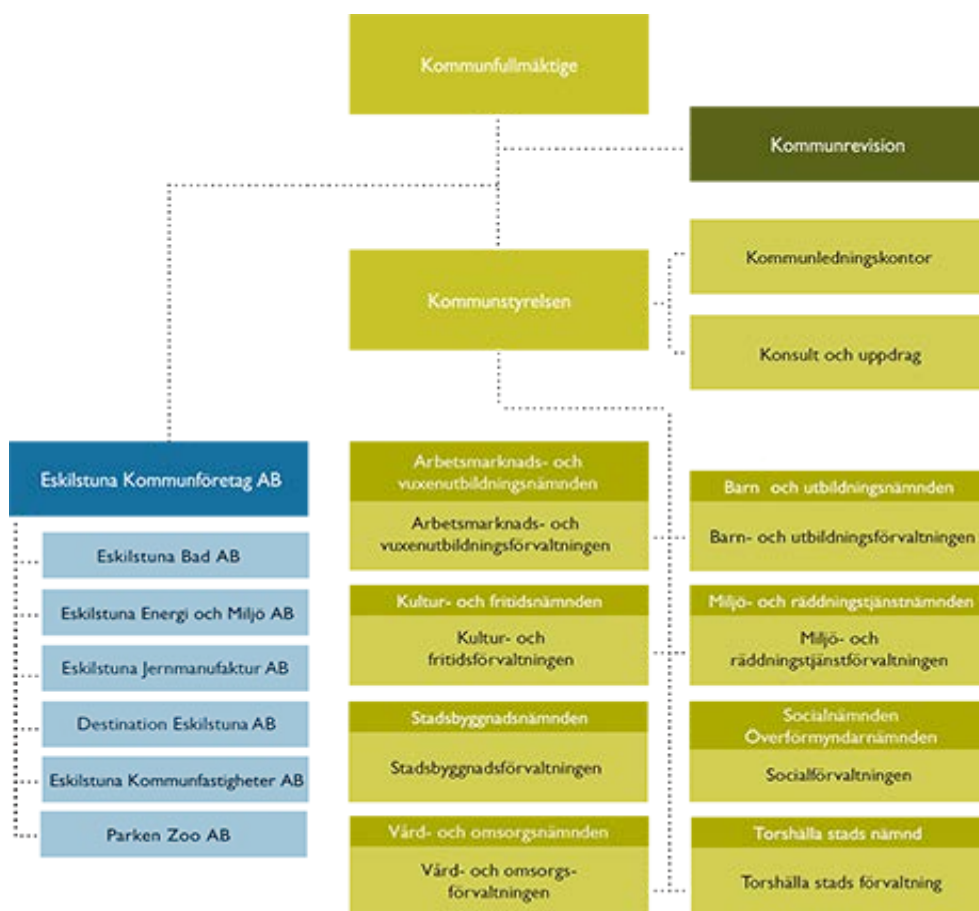 Kommunfullmäktige
Kommunrevision
Kommunledningskontor
Kommunstyrelsen
Konsult och uppdrag
Eskilstuna Kommunföretag AB
Eskilstuna Bad AB
Eskilstuna Energi och Miljö AB
Eskilstuna Jernmanufaktur AB
Destination Eskilstuna AB
Eskilstuna Kommunfastigheter AB
Parken Zoo AB
Arbetsmarknads- och
vuxenutbildningsnämnden
Arbetsmarknads- och
vuxenutbildningsförvaltningen
Barn och utbildningsnämnden
Barn- och utbildningsförvaltningen
Kultur- och fritidsnämnden
Kultur- och
fritidsförvaltningen
Miljö- och räddningstjänstnämnden
Miljö- och
räddningstjänstförvaltningen
Stadsbyggnadsnämnden
Stadsbyggnadsförvaltningen
Socialnämnden
Överförmyndarnämnden
Socialförvaltningen
Vård- och omsorgsnämnden
Vård- och omsorgs-
förvaltningen
Torshälla stads nämnd
Torshälla stads förvaltning